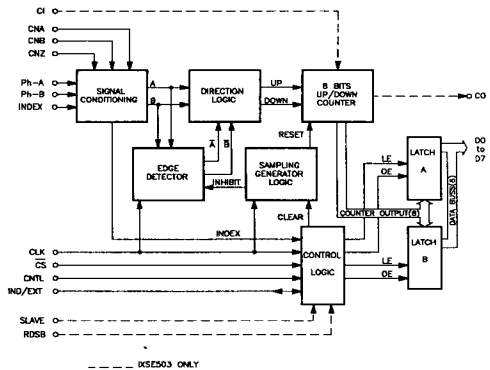 CI
CNA
CNB
CNZ
Ph-A
Ph-B
INDEX
SIGNAL
CONDITIONING
A
B
DIRECTION
LOGIC
UP
DOWN
8 BITS
UP/DOWN
COUNTER
CO
A
B
RESET
EDGE
DETECTOR
INHIBIT
SAMPLING
GENERATOR
LOGIC
CLEAR
LE
OE
LATCH
A
D0
to
D7
DATA BUSS(8)
COUNTER OUTPUT(8)
INDEX
CLK
CS
CNTL
IND/EXT
CONTROL
LOGIC
LE
OE
LATCH
B
SLAVE
RDSB
IXSE503 ONLY